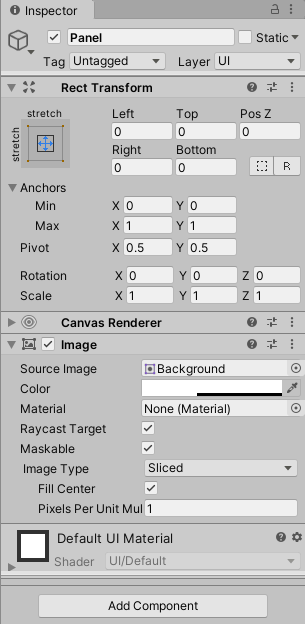 Inspector
Panel Static
Tag Untagged Layer UI
Rect Transform
stretch
stretch
Left Top Pos Z
0 0 0
Right Bottom
0 0 R
Anchors
Min X 0 Y 0
Max X 1 Y 1
Pivot X 0.5 Y 0.5
Rotation X 0 Y 0 Z 0
Scale X 1 Y 1 Z 1
Canvas Renderer
Image
Source Image Background
Color
Material None (Material)
Raycast Target
Maskable
Image Type Sliced
Fill Center
Pixels Per Unit Mul 1
Default UI Material
Shader UI/Default
Add Component